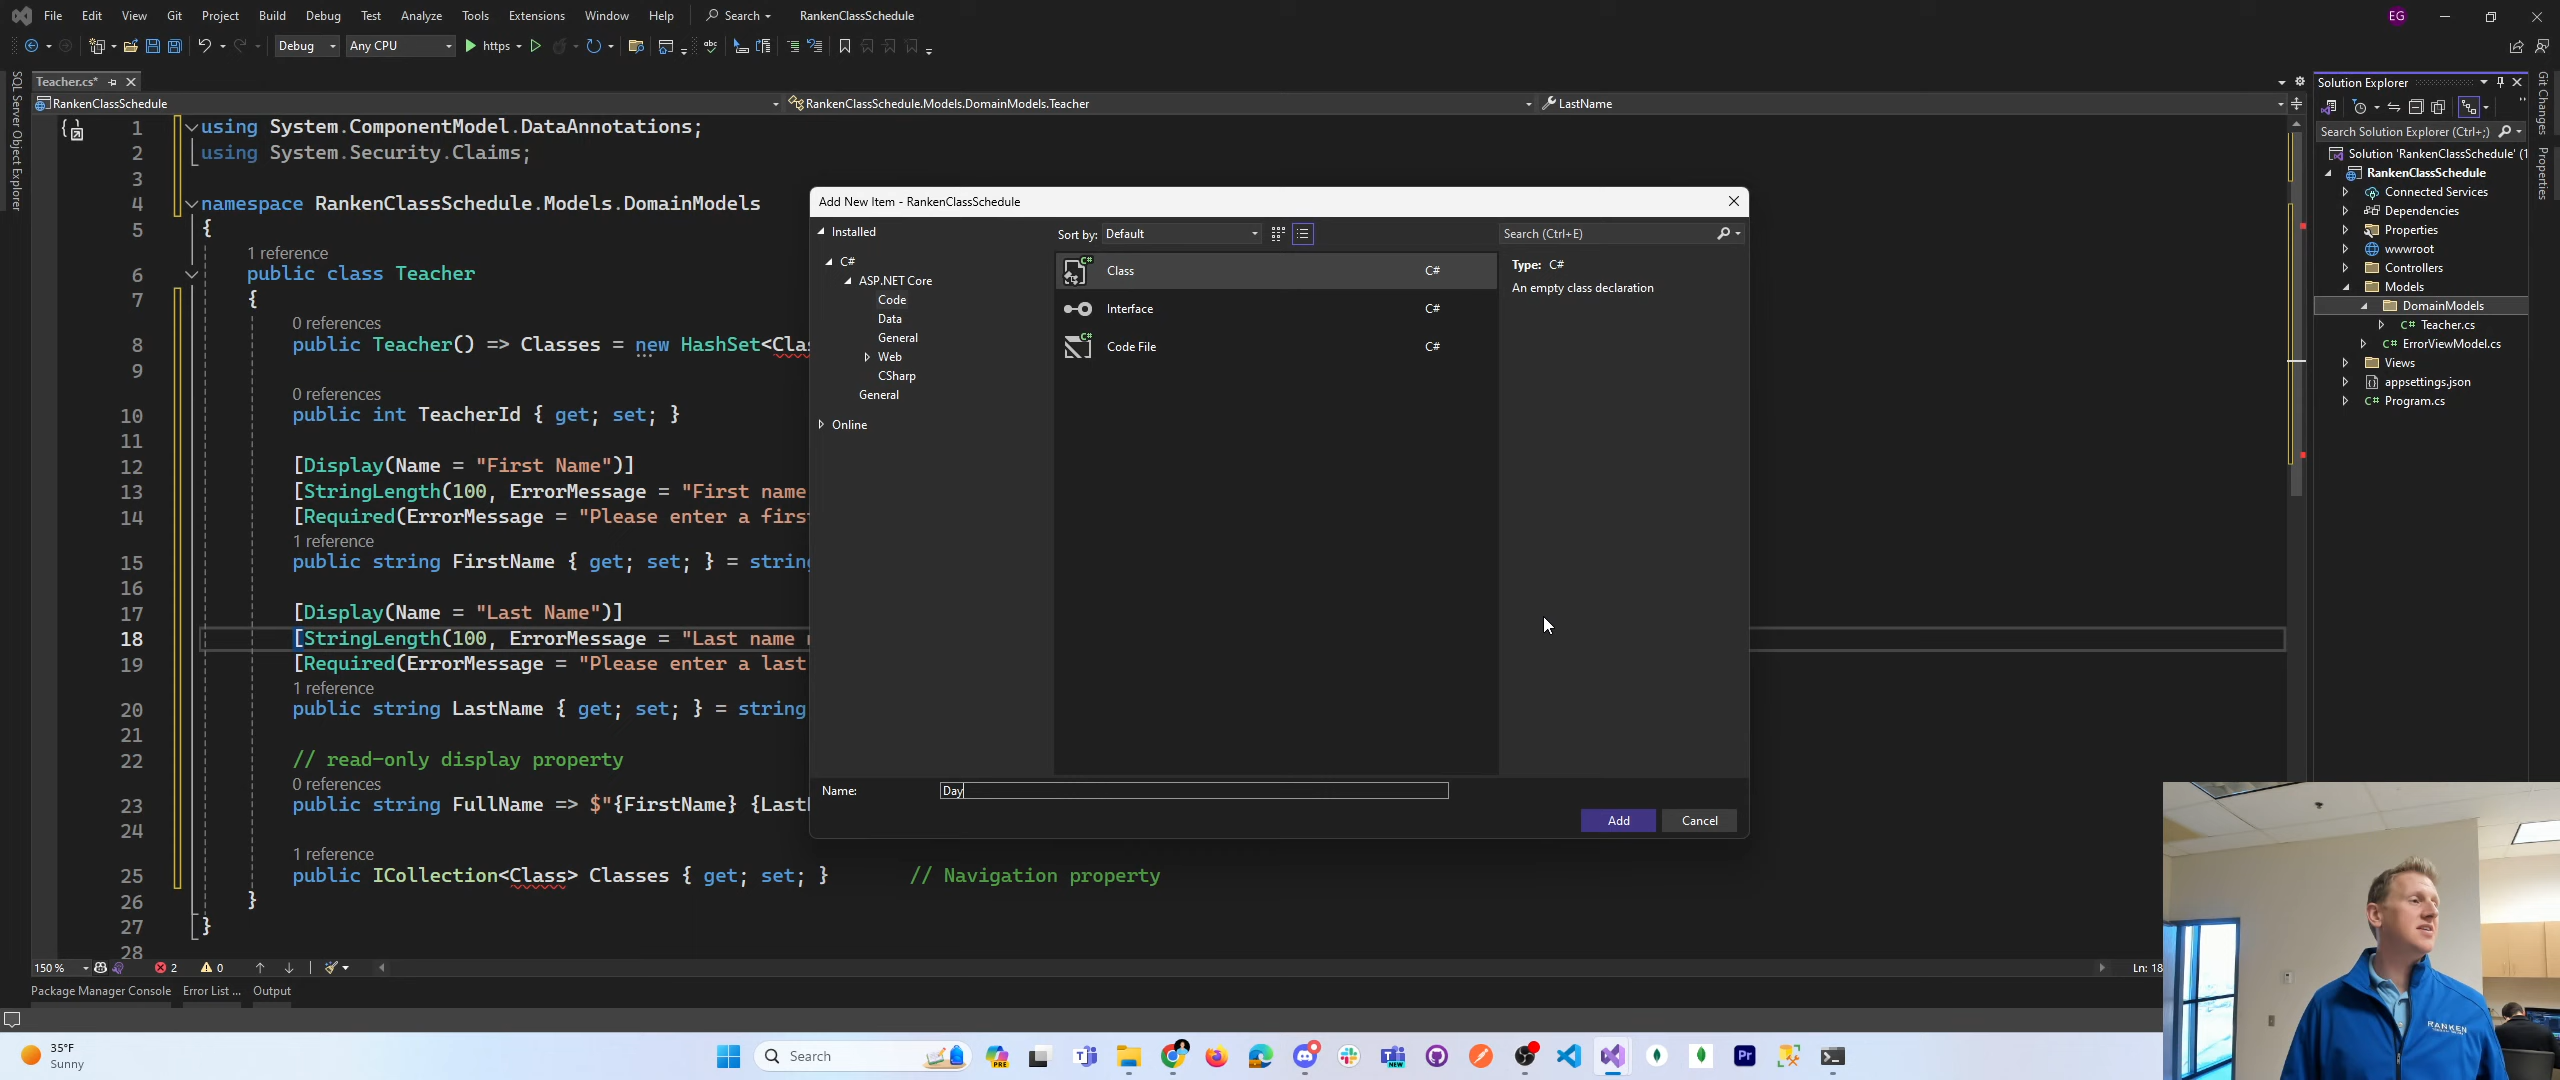 File Edit View Git Project Build Debug Test Analyze Tools Extensions Window Help Search RankenClassSchedule EG
Debug Any CPU https
SQL Server Object Explorer
Teacher.cs*
RankenClassSchedule RankenClassSchedule.Models.DomainModels.Teacher LastName
1 using System.ComponentModel.DataAnnotations;
2 using System.Security.Claims;
3
4 namespace RankenClassSchedule.Models.DomainModels
5 {
1 reference
6 public class Teacher
7 {
0 references
8 public Teacher() => Classes = new HashSet<Clas
9
0 references
10 public int TeacherId { get; set; }
11
12 [Display(Name = "First Name")]
13 [StringLength(100, ErrorMessage = "First name
14 [Required(ErrorMessage = "Please enter a firs
1 reference
15 public string FirstName { get; set; } = string
16
17 [Display(Name = "Last Name")]
18 [StringLength(100, ErrorMessage = "Last name
19 [Required(ErrorMessage = "Please enter a last
1 reference
20 public string LastName { get; set; } = string
21
22 // read-only display property
0 references
23 public string FullName => $"{FirstName} {Last
24
1 reference
25 public ICollection<Class> Classes { get; set; } // Navigation property
26 }
27 }
28
150 % 2 0 Ln: 18
Package Manager Console Error List ... Output
Add New Item - RankenClassSchedule
Installed
C#
ASP.NET Core
Code
Data
General
Web
CSharp
General
Online
Sort by: Default
Class C#
Interface C#
Code File C#
Search (Ctrl+E)
Type: C#
An empty class declaration
Name: Day
Add Cancel
Solution Explorer
Search Solution Explorer (Ctrl+;)
Solution 'RankenClassSchedule' (1
RankenClassSchedule
Connected Services
Dependencies
Properties
wwwroot
Controllers
Models
DomainModels
C# Teacher.cs
C# ErrorViewModel.cs
Views
appsettings.json
C# Program.cs
Git Changes
Properties
RANKEN
35°F
Sunny
Search
PRE
NEW
Pr